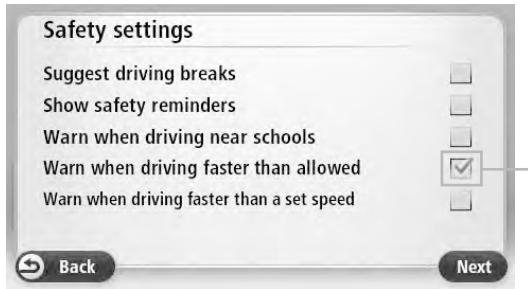 Safety settings
Suggest driving breaks
Show safety reminders
Warn when driving near schools
Warn when driving faster than allowed
Warn when driving faster than a set speed
Back
Next